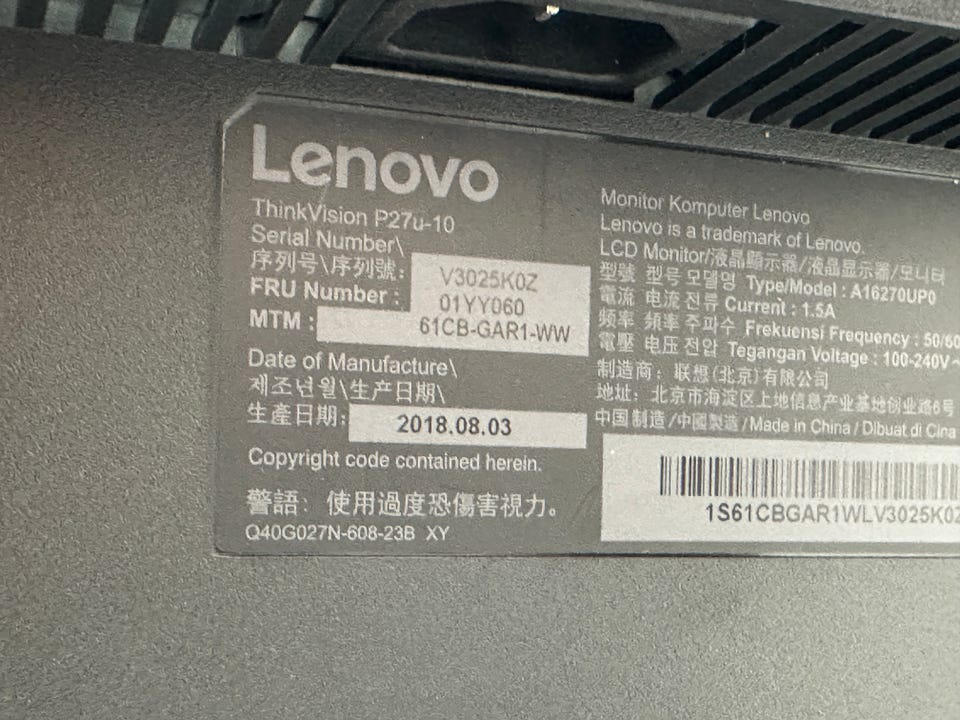 Lenovo
ThinkVision P27u-10
Serial Number\
序列号\序列號: V3025K0Z
FRU Number : 01YY060
MTM : 61CB-GAR1-WW
Date of Manufacture\
제조년월\生产日期\
生產日期: 2018.08.03
Copyright code contained herein.
警語: 使用過度恐傷害視力。
Q40G027N-608-23B XY
Monitor Komputer Lenovo
Lenovo is a trademark of Lenovo.
LCD Monitor/液晶顯示器/液晶显示器/모니터
型號 型号 모델명 Type/Model : A16270UP0
電流 电流 전류 Current : 1.5A
频率 頻率 주파수 Frekuensi Frequency : 50/60
電壓 电压 전압 Tegangan Voltage : 100-240V~
制造商: 联想(北京)有限公司
地址: 北京市海淀区上地信息产业基地创业路6号
中国制造/中國製造/Made in China / Dibuat di Cina
1S61CBGAR1WLV3025K0Z